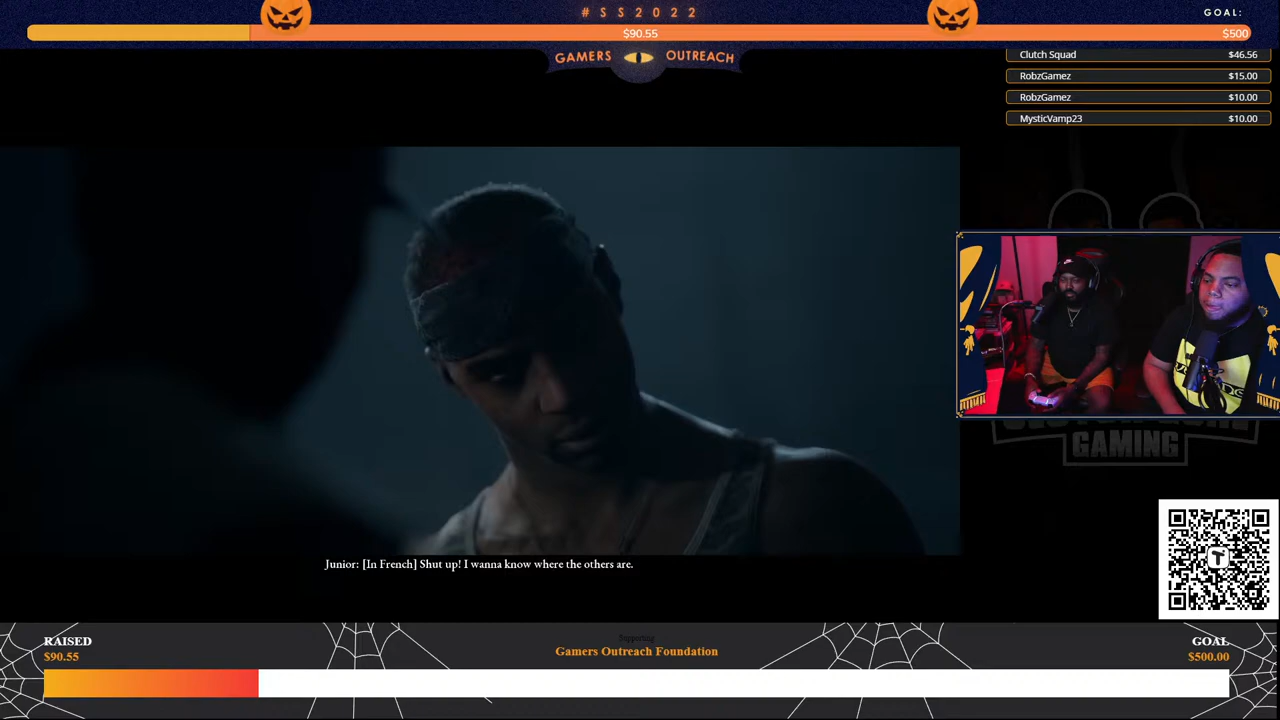 #SS2022
GOAL:
$90.55
$500
GAMERS OUTREACH
Clutch Squad $46.56
RobzGamez $15.00
RobzGamez $10.00
MysticVamp23 $10.00
GAMING
Junior: [In French] Shut up! I wanna know where the others are.
RAISED
$90.55
Supporting
Gamers Outreach Foundation
GOAL
$500.00